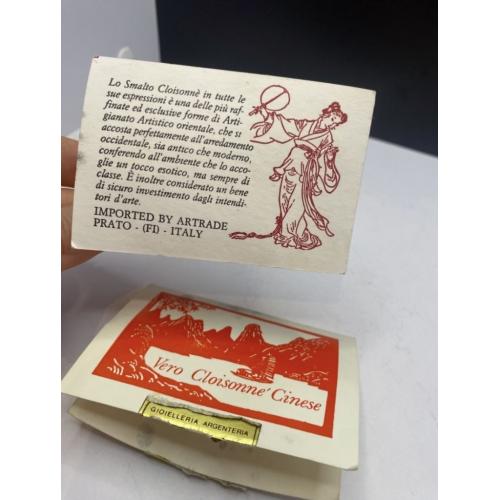 Lo Smalto Cloisonnè in tutte le
sue espressioni è una delle più raf-
finate ed esclusive forme di Arti-
gianato Artistico orientale, che si
accosta perfettamente all'arredamento
occidentale, sia antico che moderno,
conferendo all'ambiente che lo acco-
glie un tocco esotico, ma sempre di
classe. È inoltre considerato un bene
di sicuro investimento dagli intendi-
tori d'arte.
IMPORTED BY ARTRADE
PRATO - (FI) - ITALY
Vero Cloisonne' Cinese
GIOIELLERIA ARGENTERIA